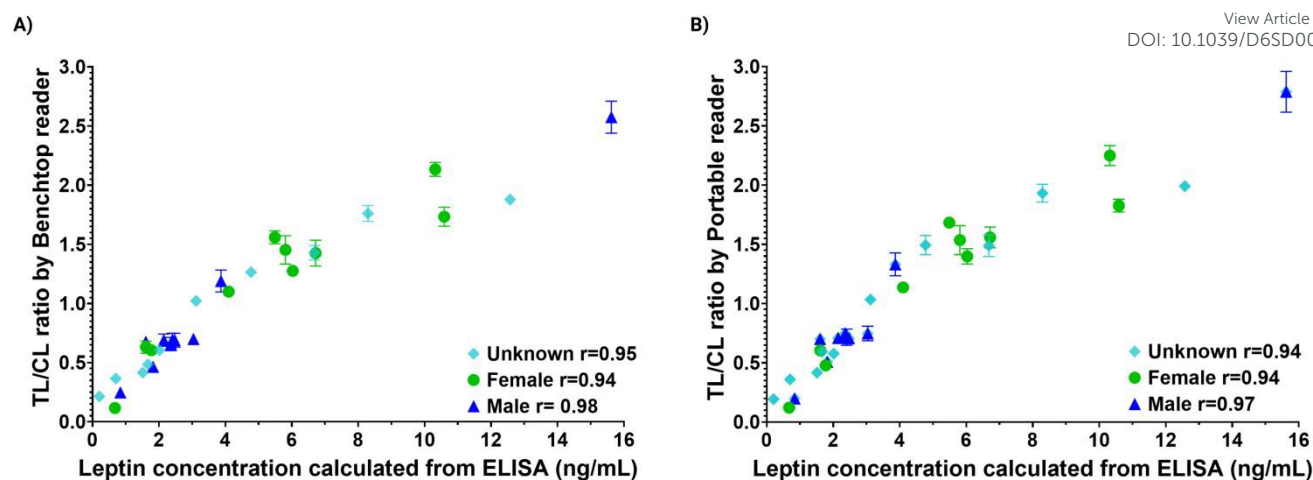 View Article
DOI: 10.1039/D6SD00
A)
TL/CL ratio by Benchtop reader
3.0
2.5
2.0
1.5
1.0
0.5
0.0
0 2 4 6 8 10 12 14 16
Leptin concentration calculated from ELISA (ng/mL)
Unknown r=0.95
Female r=0.94
Male r= 0.98
B)
TL/CL ratio by Portable reader
3.0
2.5
2.0
1.5
1.0
0.5
0.0
0 2 4 6 8 10 12 14 16
Leptin concentration calculated from ELISA (ng/mL)
Unknown r=0.94
Female r=0.94
Male r=0.97